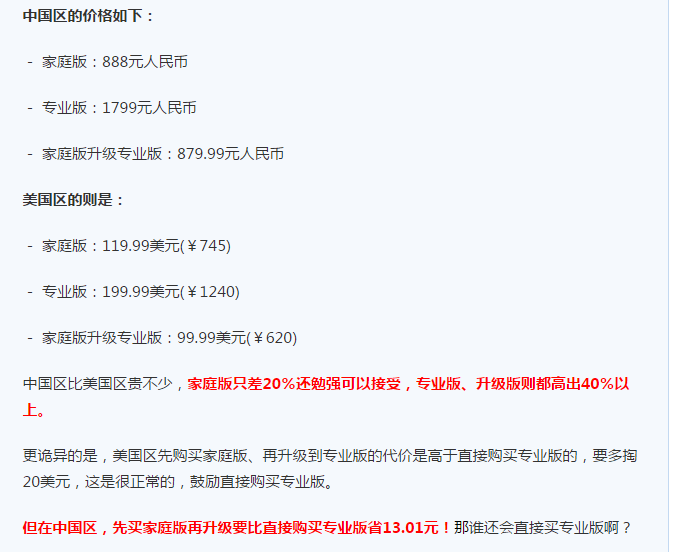 中国区的价格如下：
- 家庭版：888元人民币
- 专业版：1799元人民币
- 家庭版升级专业版：879.99元人民币
美国区的则是：
- 家庭版：119.99美元(￥745)
- 专业版：199.99美元(￥1240)
- 家庭版升级专业版：99.99美元(￥620)
中国区比美国区贵不少，家庭版只差20%还勉强可以接受，专业版、升级版则都高出40%以
上。
更诡异的是，美国区先购买家庭版、再升级到专业版的代价是高于直接购买专业版的，要多掏
20美元，这是很正常的，鼓励直接购买专业版。
但在中国区，先买家庭版再升级要比直接购买专业版省13.01元！那谁还会直接买专业版啊？